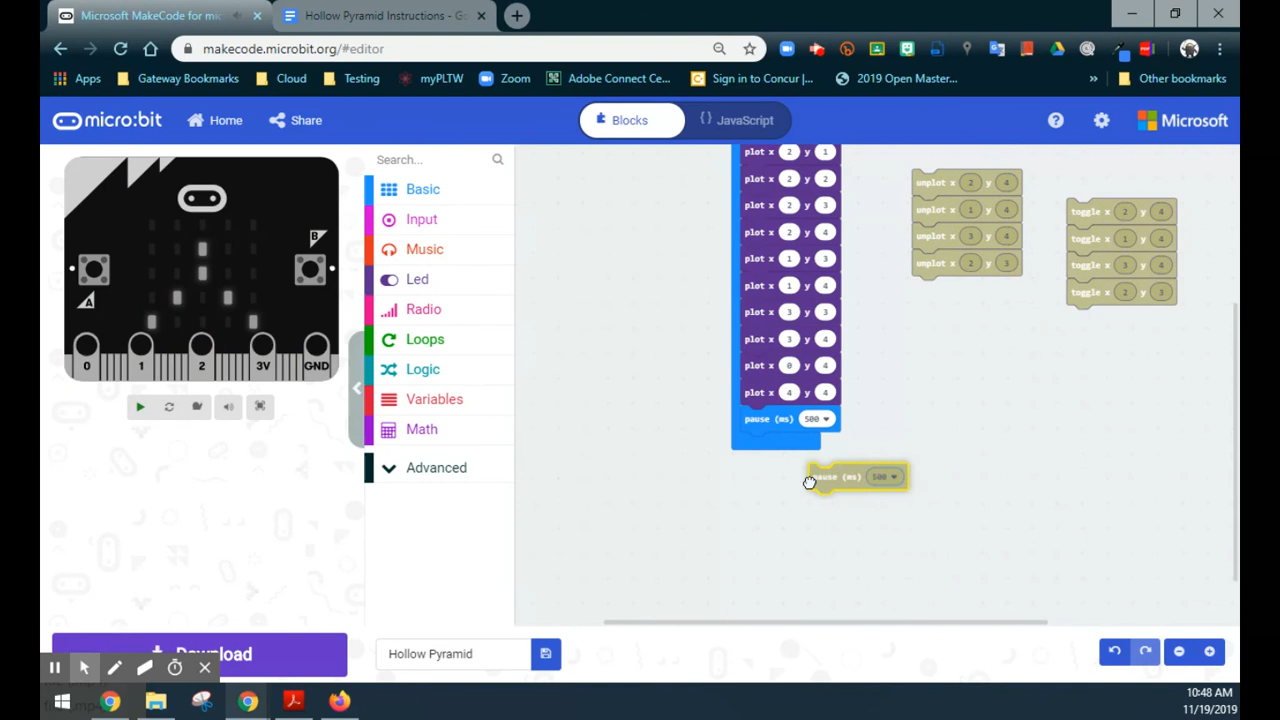 Microsoft MakeCode for mic
Hollow Pyramid Instructions - Go
makecode.microbit.org/#editor
Apps
Gateway Bookmarks
Cloud
Testing
myPLTW
Zoom
Adobe Connect Ce...
Sign in to Concur |...
2019 Open Master...
»
Other bookmarks
micro:bit
Home
Share
Blocks
{} JavaScript
?
Microsoft
Search...
Basic
Input
Music
Led
Radio
Loops
Logic
Variables
Math
Advanced
A
B
0 1 2 3V GND
plot x 2 y 1
plot x 2 y 2
plot x 2 y 3
plot x 2 y 4
plot x 1 y 3
plot x 1 y 4
plot x 3 y 3
plot x 3 y 4
plot x 0 y 4
plot x 4 y 4
pause (ms) 500
pause (ms) 500
unplot x 2 y 4
unplot x 1 y 4
unplot x 3 y 4
unplot x 2 y 3
toggle x 2 y 4
toggle x 1 y 4
toggle x 3 y 4
toggle x 2 y 3
Download
Hollow Pyramid
10:48 AM
11/19/2019